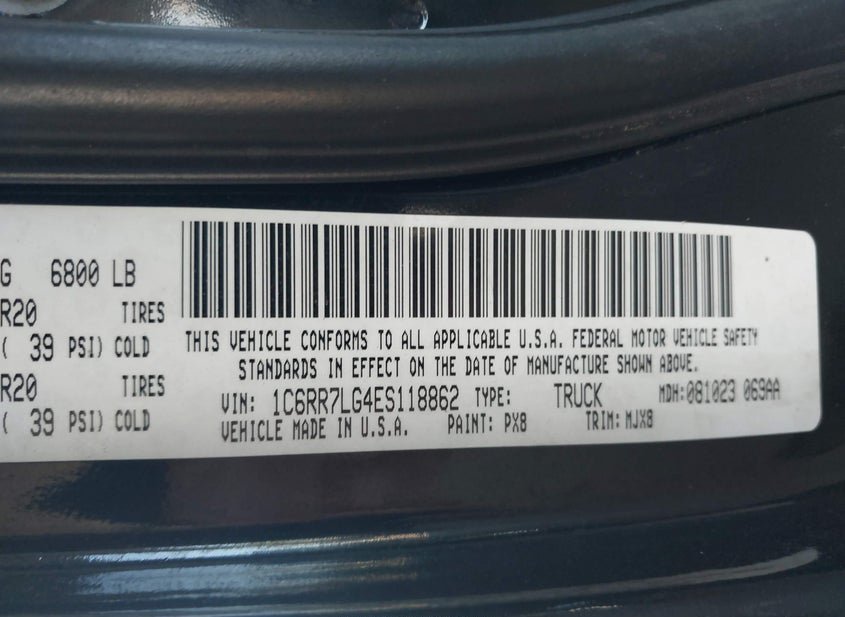 G 6800 LB
R20 TIRES
( 39 PSI) COLD
R20 TIRES
( 39 PSI) COLD
THIS VEHICLE CONFORMS TO ALL APPLICABLE U.S.A. FEDERAL MOTOR VEHICLE SAFETY
STANDARDS IN EFFECT ON THE DATE OF MANUFACTURE SHOWN ABOVE.
VIN: 1C6RR7LG4ES118862 TYPE: TRUCK MDH:081023 069AA
VEHICLE MADE IN U.S.A. PAINT: PX8 TRIM: MJX8